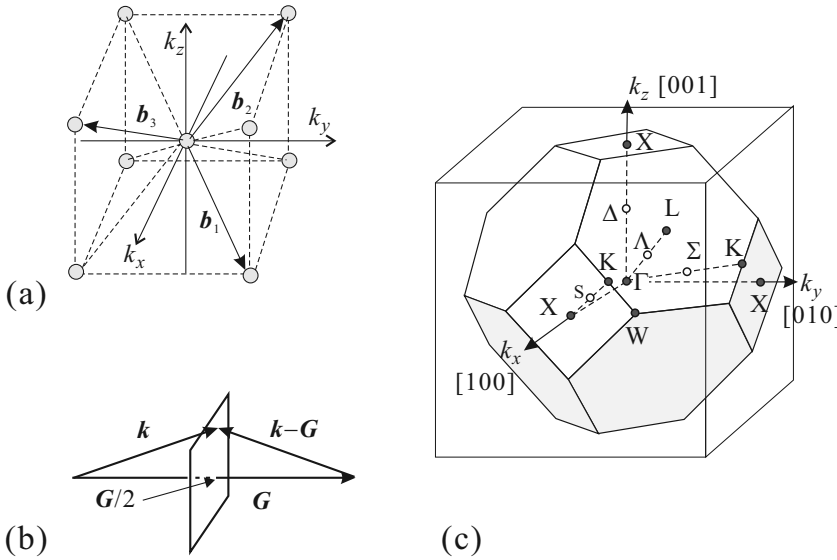 k_z
b_2
b_3
k_y
b_1
k_x
(a)
k
k–G
G/2
G
(b)
k_z [001]
X
L
Δ
Λ
K
Σ
K
S
Γ
X
X
k_y
[010]
W
k_x
[100]
(c)